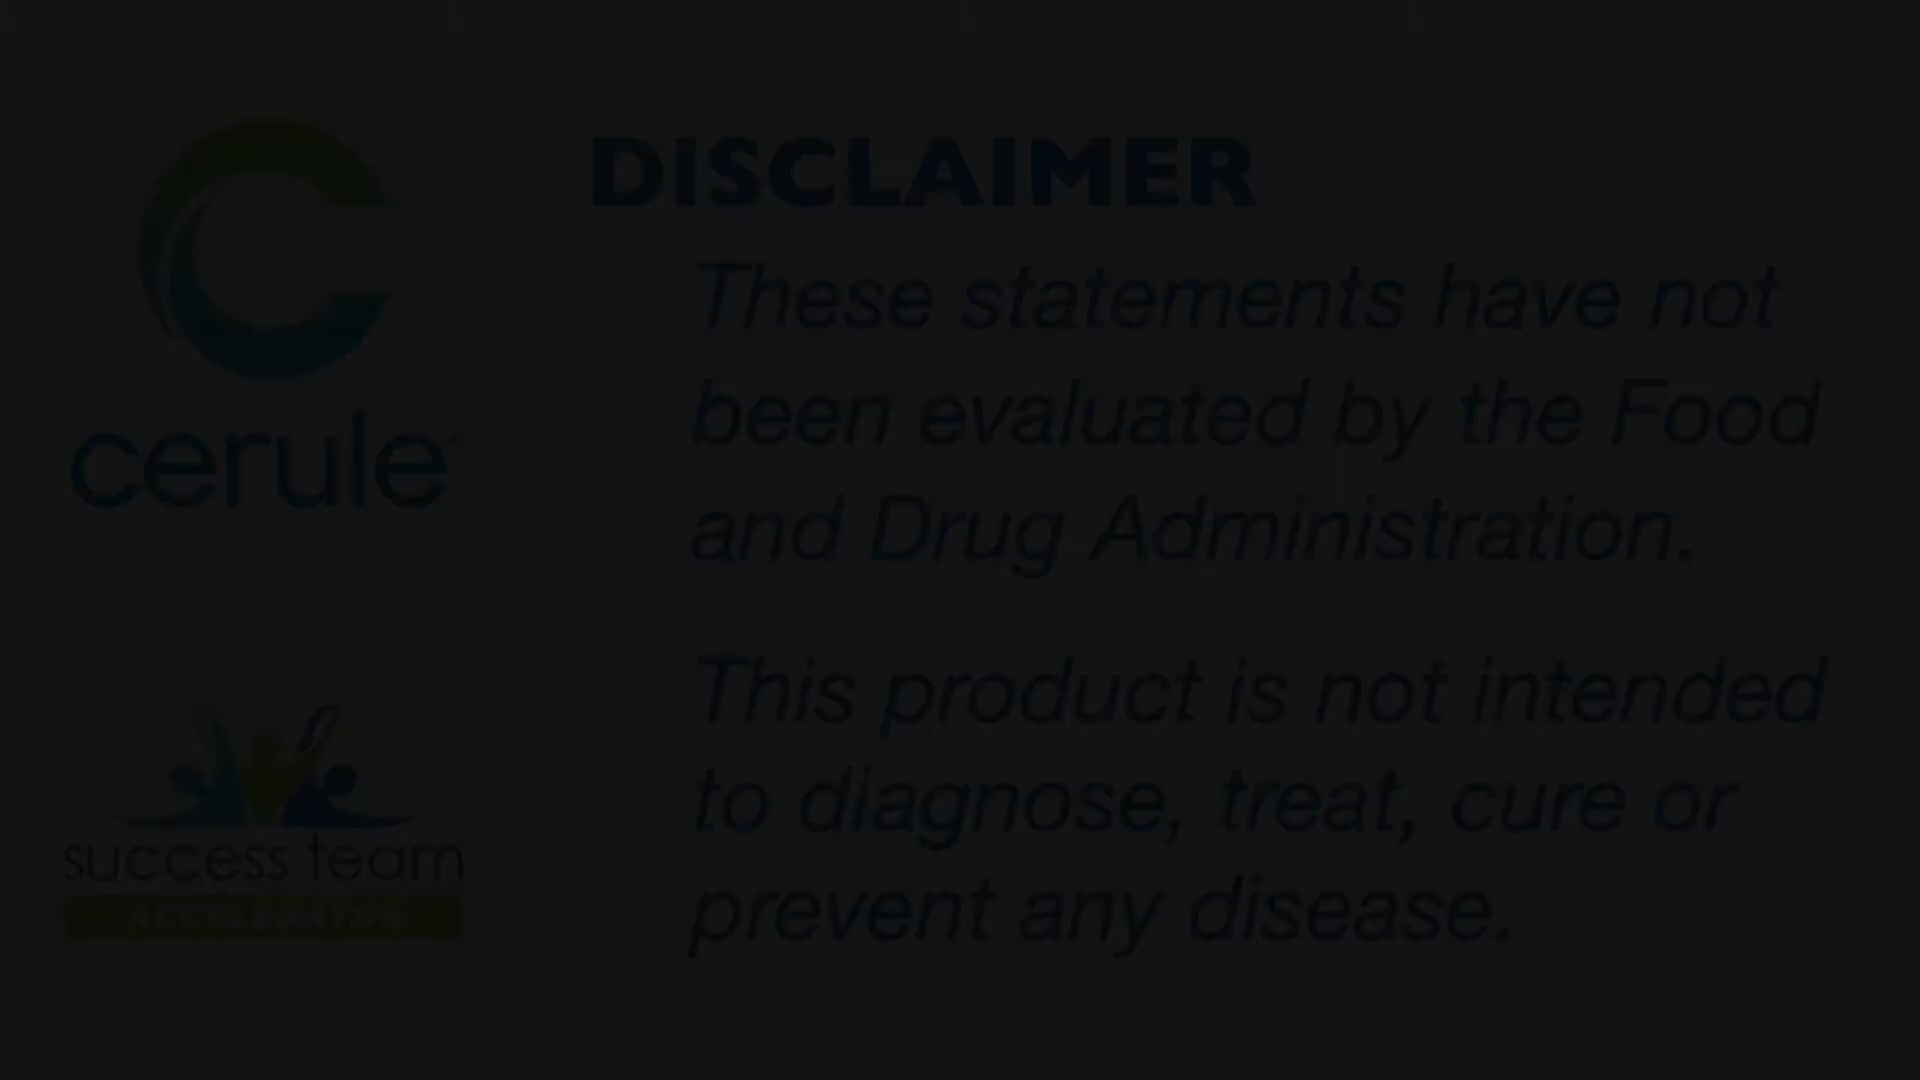 DISCLAIMER
These statements have not
been evaluated by the Food
and Drug Administration.
This product is not intended
to diagnose, treat, cure or
prevent any disease.
cerule
success team
ACCELERATOR